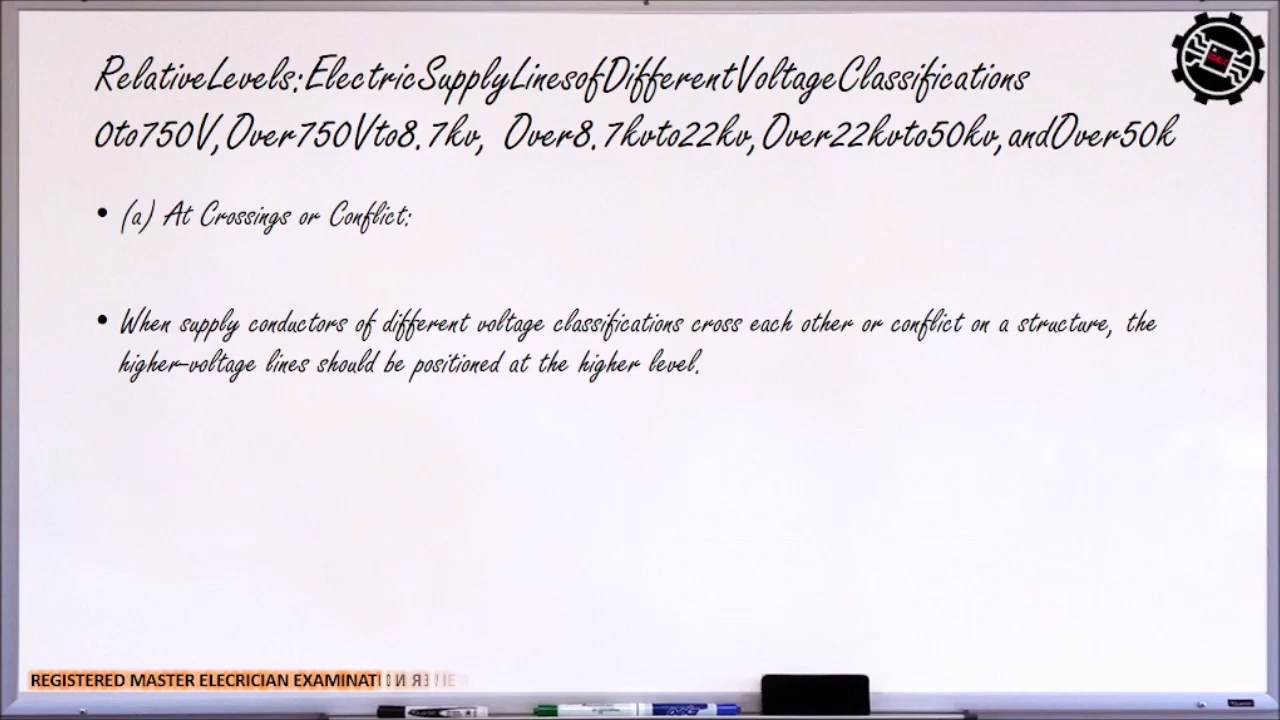 RelativeLevels:ElectricSupplyLinesofDifferentVoltageClassifications
0to750V,Over750Vto8.7kv, Over8.7kvto22kv,Over22kvto50kv,andOver50k
• (a) At Crossings or Conflict:
• When supply conductors of different voltage classifications cross each other or conflict on a structure, the
higher-voltage lines should be positioned at the higher level.
REGISTERED MASTER ELECRICIAN EXAMINATI